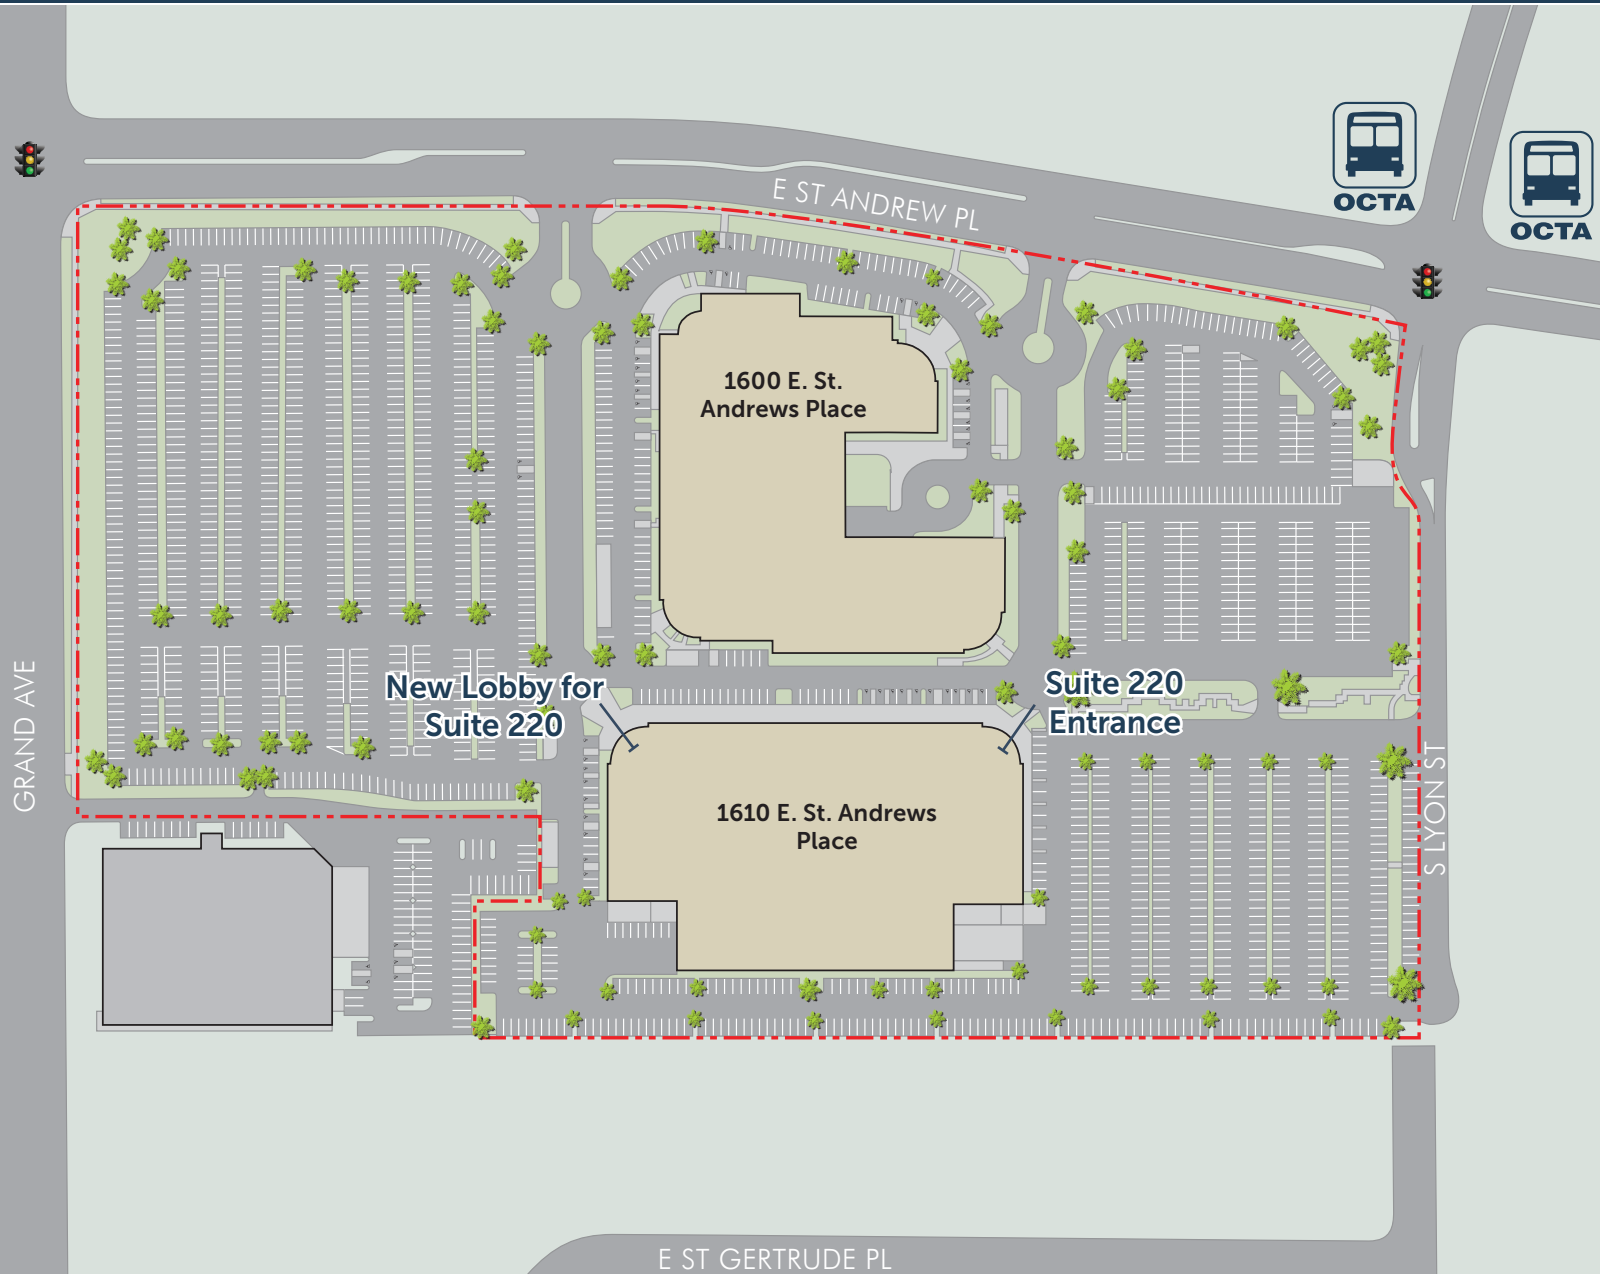 OCTA
OCTA
E ST ANDREW PL
1600 E. St.
Andrews Place
GRAND AVE
New Lobby for
Suite 220
Suite 220
Entrance
1610 E. St. Andrews
Place
S LYON ST
E ST GERTRUDE PL